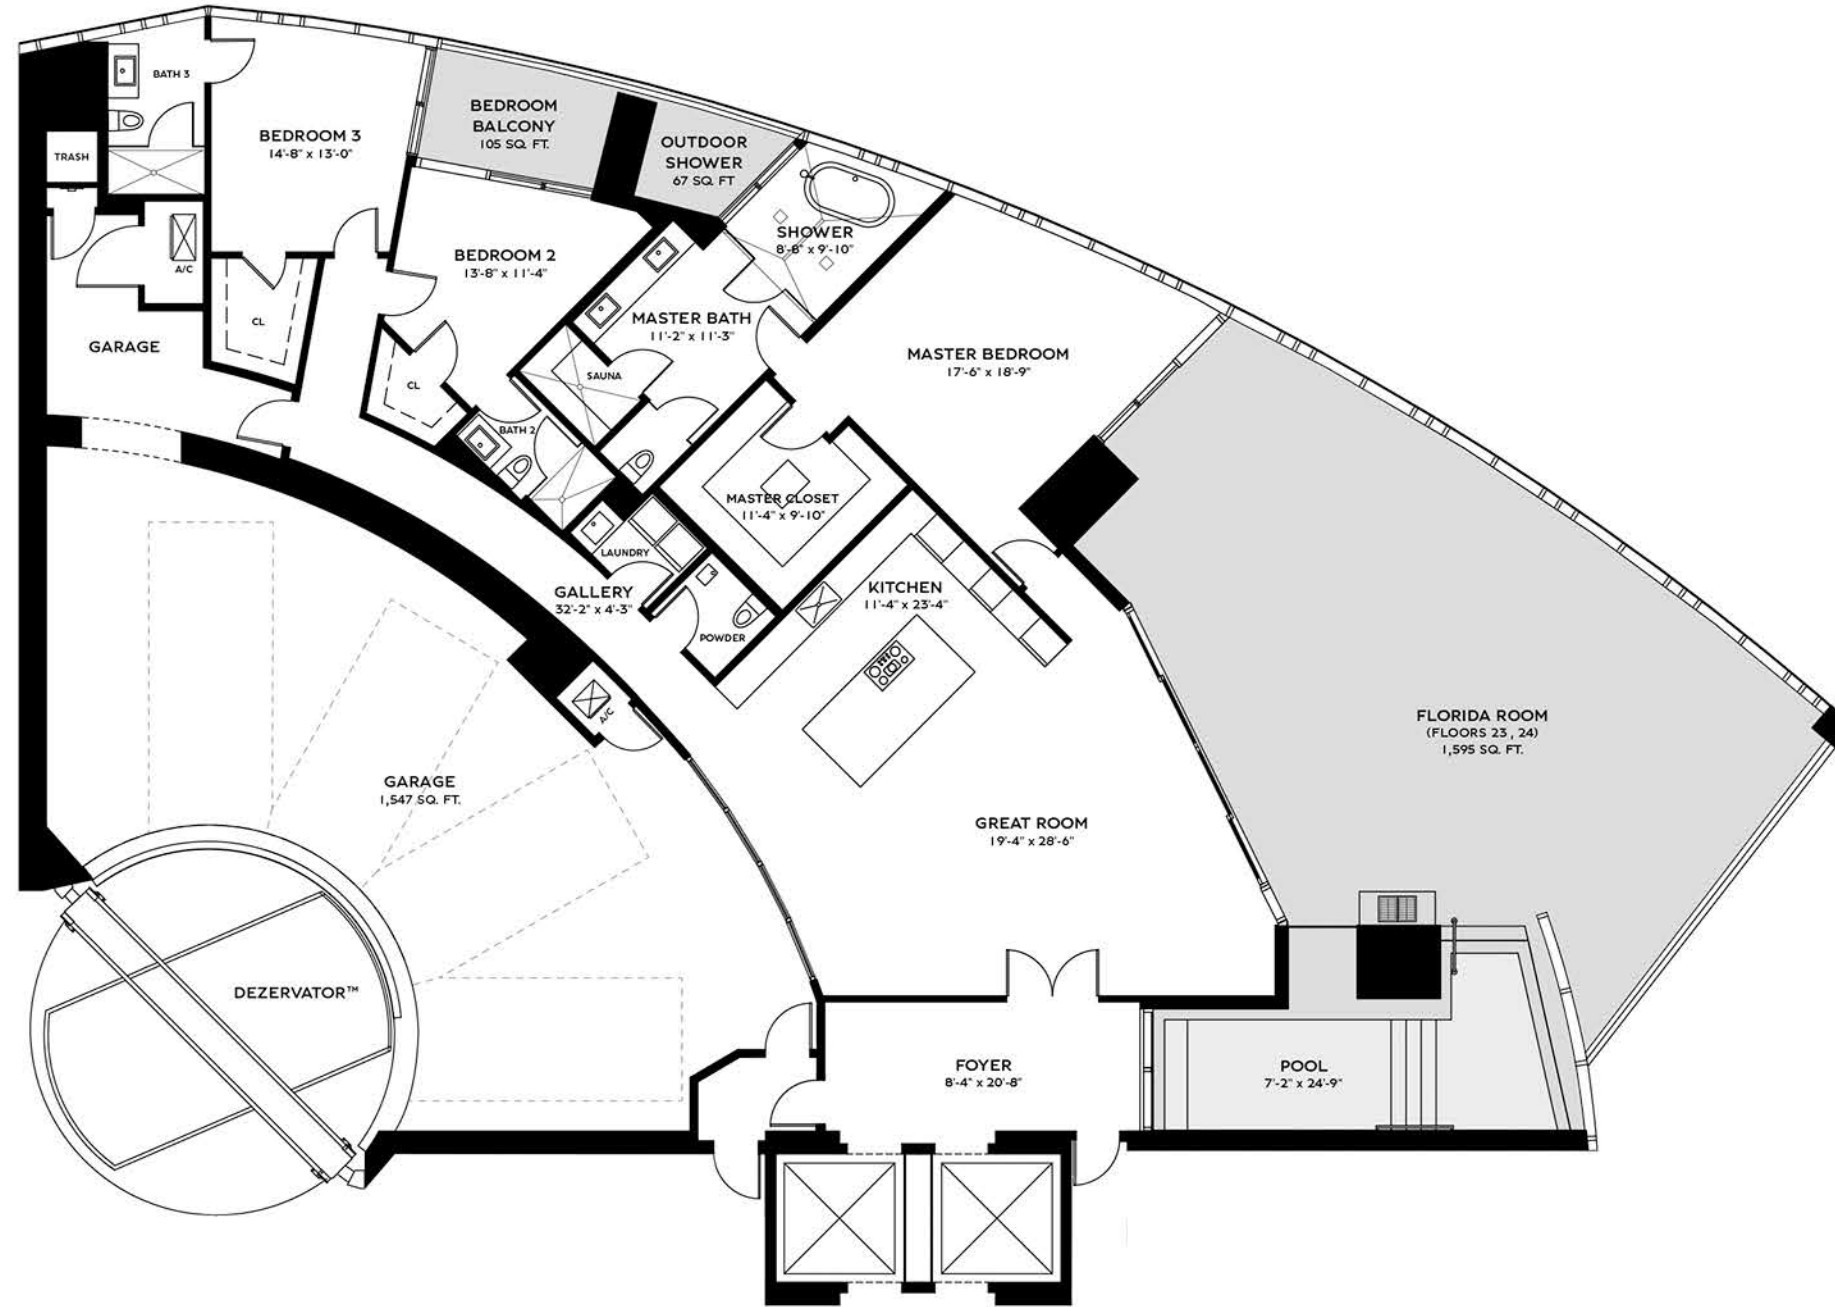 BATH 3
BEDROOM 3
14'-8" x 13'-0"
BEDROOM
BALCONY
105 SQ. FT.
OUTDOOR
SHOWER
67 SQ. FT
TRASH
A/C
SHOWER
8'-8" x 9'-10"
BEDROOM 2
13'-8" x 11'-4"
CL
GARAGE
MASTER BATH
11'-2" x 11'-3"
MASTER BEDROOM
17'-6" x 18'-9"
SAUNA
CL
BATH 2
MASTER CLOSET
11'-4" x 9'-10"
LAUNDRY
GALLERY
32'-2" x 4'-3"
KITCHEN
11'-4" x 23'-4"
POWDER
A/C
FLORIDA ROOM
(FLOORS 23 , 24)
1,595 SQ. FT.
GARAGE
1,547 SQ. FT.
GREAT ROOM
19'-4" x 28'-6"
DEZERVATOR™
FOYER
8'-4" x 20'-8"
POOL
7'-2" x 24'-9"